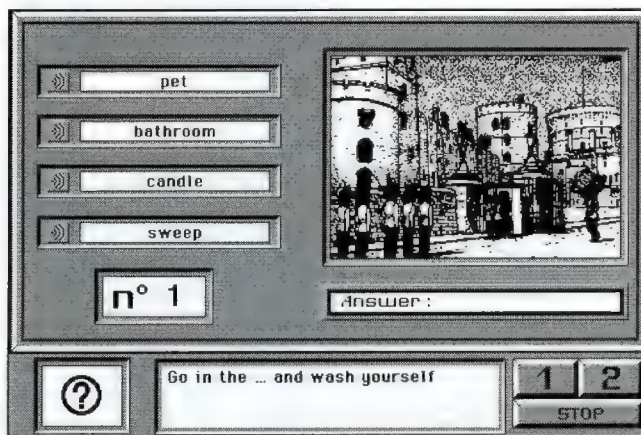 pet
bathroom
candle
sweep
n° 1
Answer :
?
Go in the ... and wash yourself
1 2
STOP